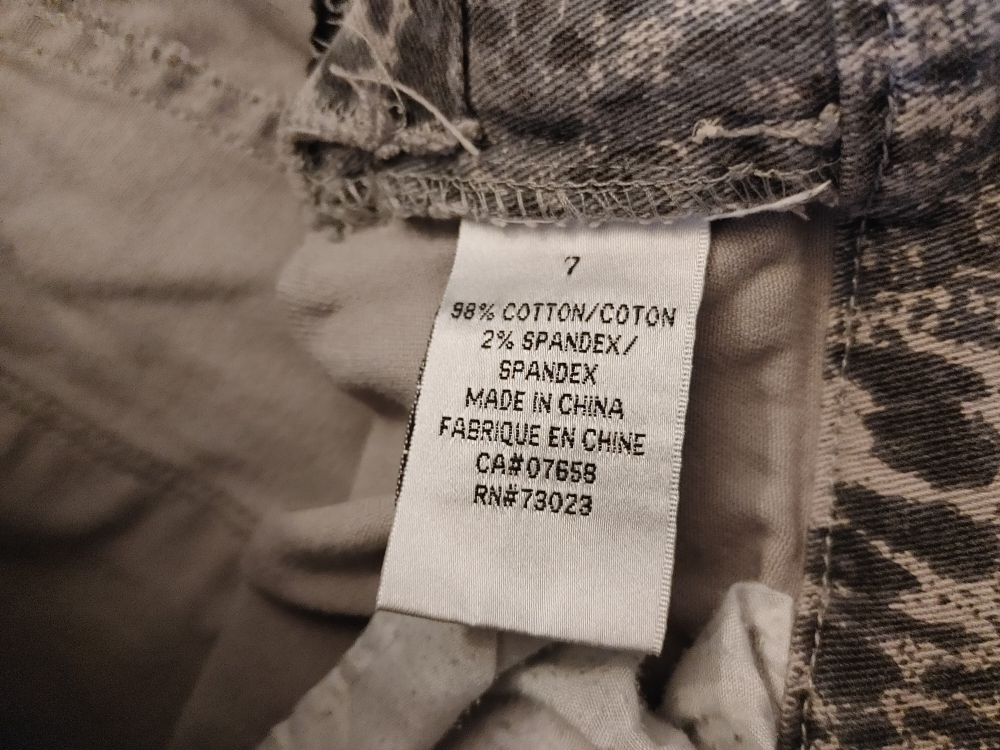 7
98% COTTON/COTON
2% SPANDEX/
SPANDEX
MADE IN CHINA
FABRIQUE EN CHINE
CA#07658
RN#73023